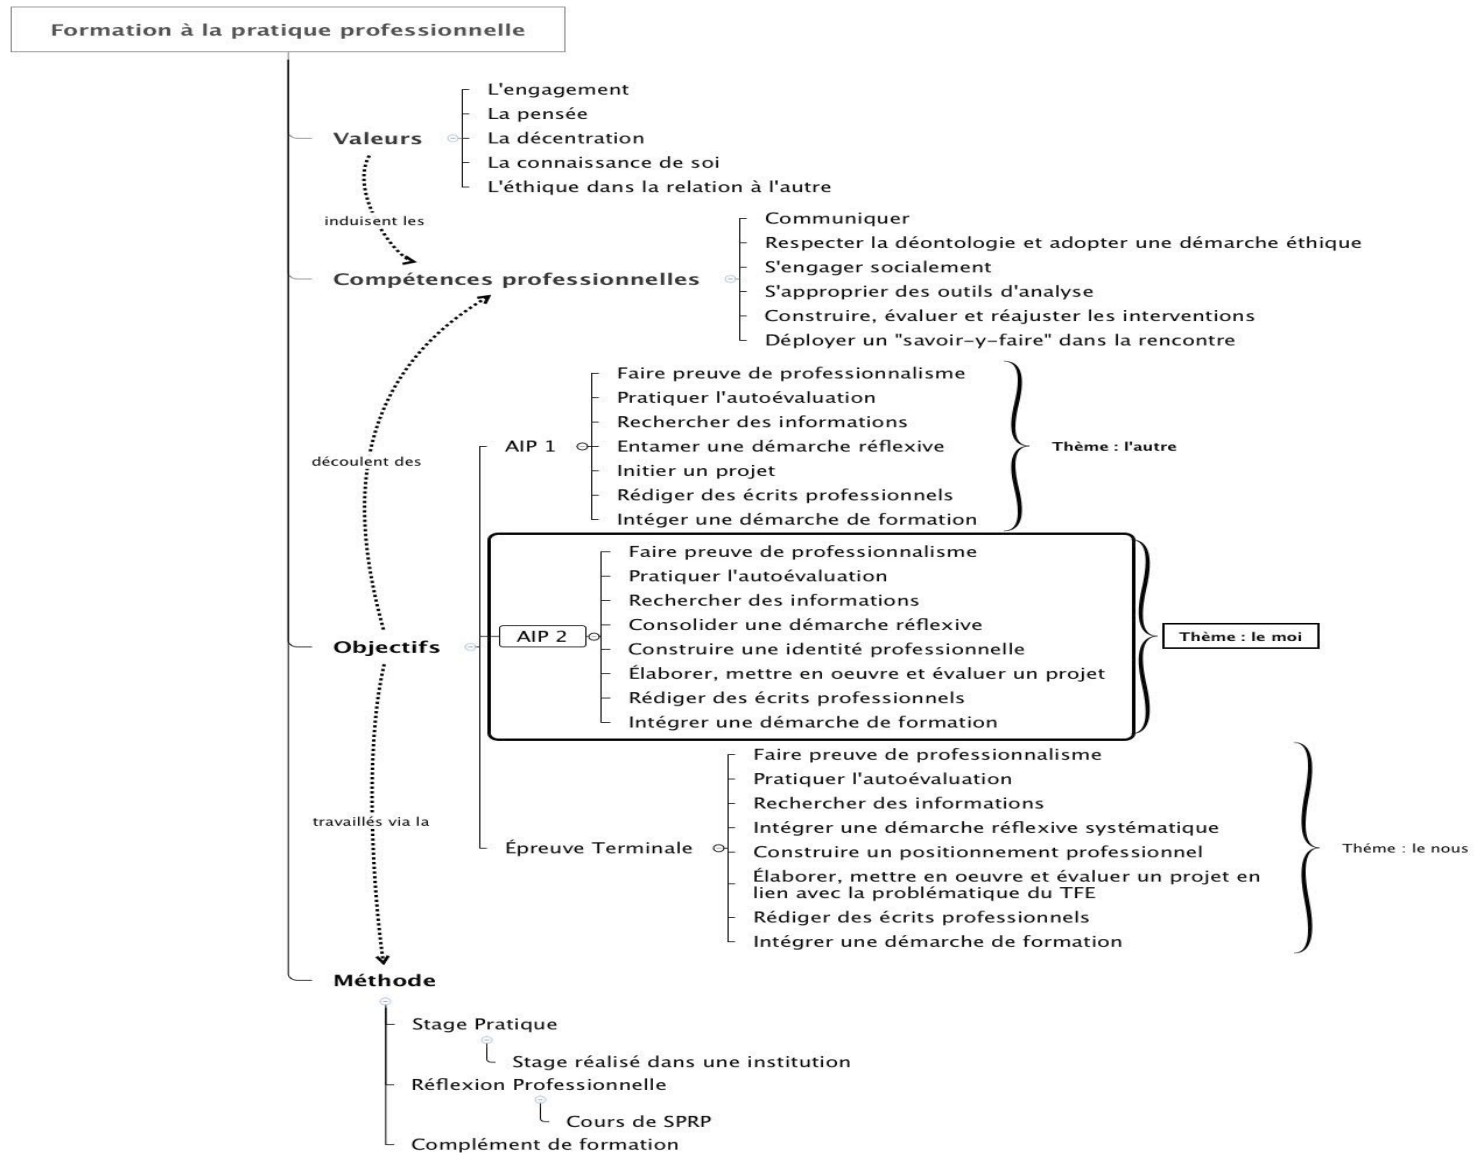 Formation à la pratique professionnelle
L'engagement
La pensée
Valeurs
La décentration
La connaissance de soi
L'éthique dans la relation à l'autre
induisent les
Communiquer
Respecter la déontologie et adopter une démarche éthique
S'engager socialement
Compétences professionnelles
S'approprier des outils d'analyse
Construire, évaluer et réajuster les interventions
Déployer un "savoir-y-faire" dans la rencontre
découlent des
Faire preuve de professionnalisme
Pratiquer l'autoévaluation
Rechercher des informations
AIP 1
Entamer une démarche réflexive
Initier un projet
Rédiger des écrits professionnels
Intéger une démarche de formation
Thème : l'autre
Faire preuve de professionnalisme
Pratiquer l'autoévaluation
Rechercher des informations
Consolider une démarche réflexive
AIP 2
Construire une identité professionnelle
Élaborer, mettre en oeuvre et évaluer un projet
Rédiger des écrits professionnels
Intégrer une démarche de formation
Thème : le moi
Objectifs
Faire preuve de professionnalisme
Pratiquer l'autoévaluation
Rechercher des informations
Intégrer une démarche réflexive systématique
Épreuve Terminale
Construire un positionnement professionnel
Élaborer, mettre en oeuvre et évaluer un projet en
lien avec la problématique du TFE
Rédiger des écrits professionnels
Intégrer une démarche de formation
Théme : le nous
travaillés via la
Méthode
Stage Pratique
Stage réalisé dans une institution
Réflexion Professionnelle
Cours de SPRP
Complément de formation